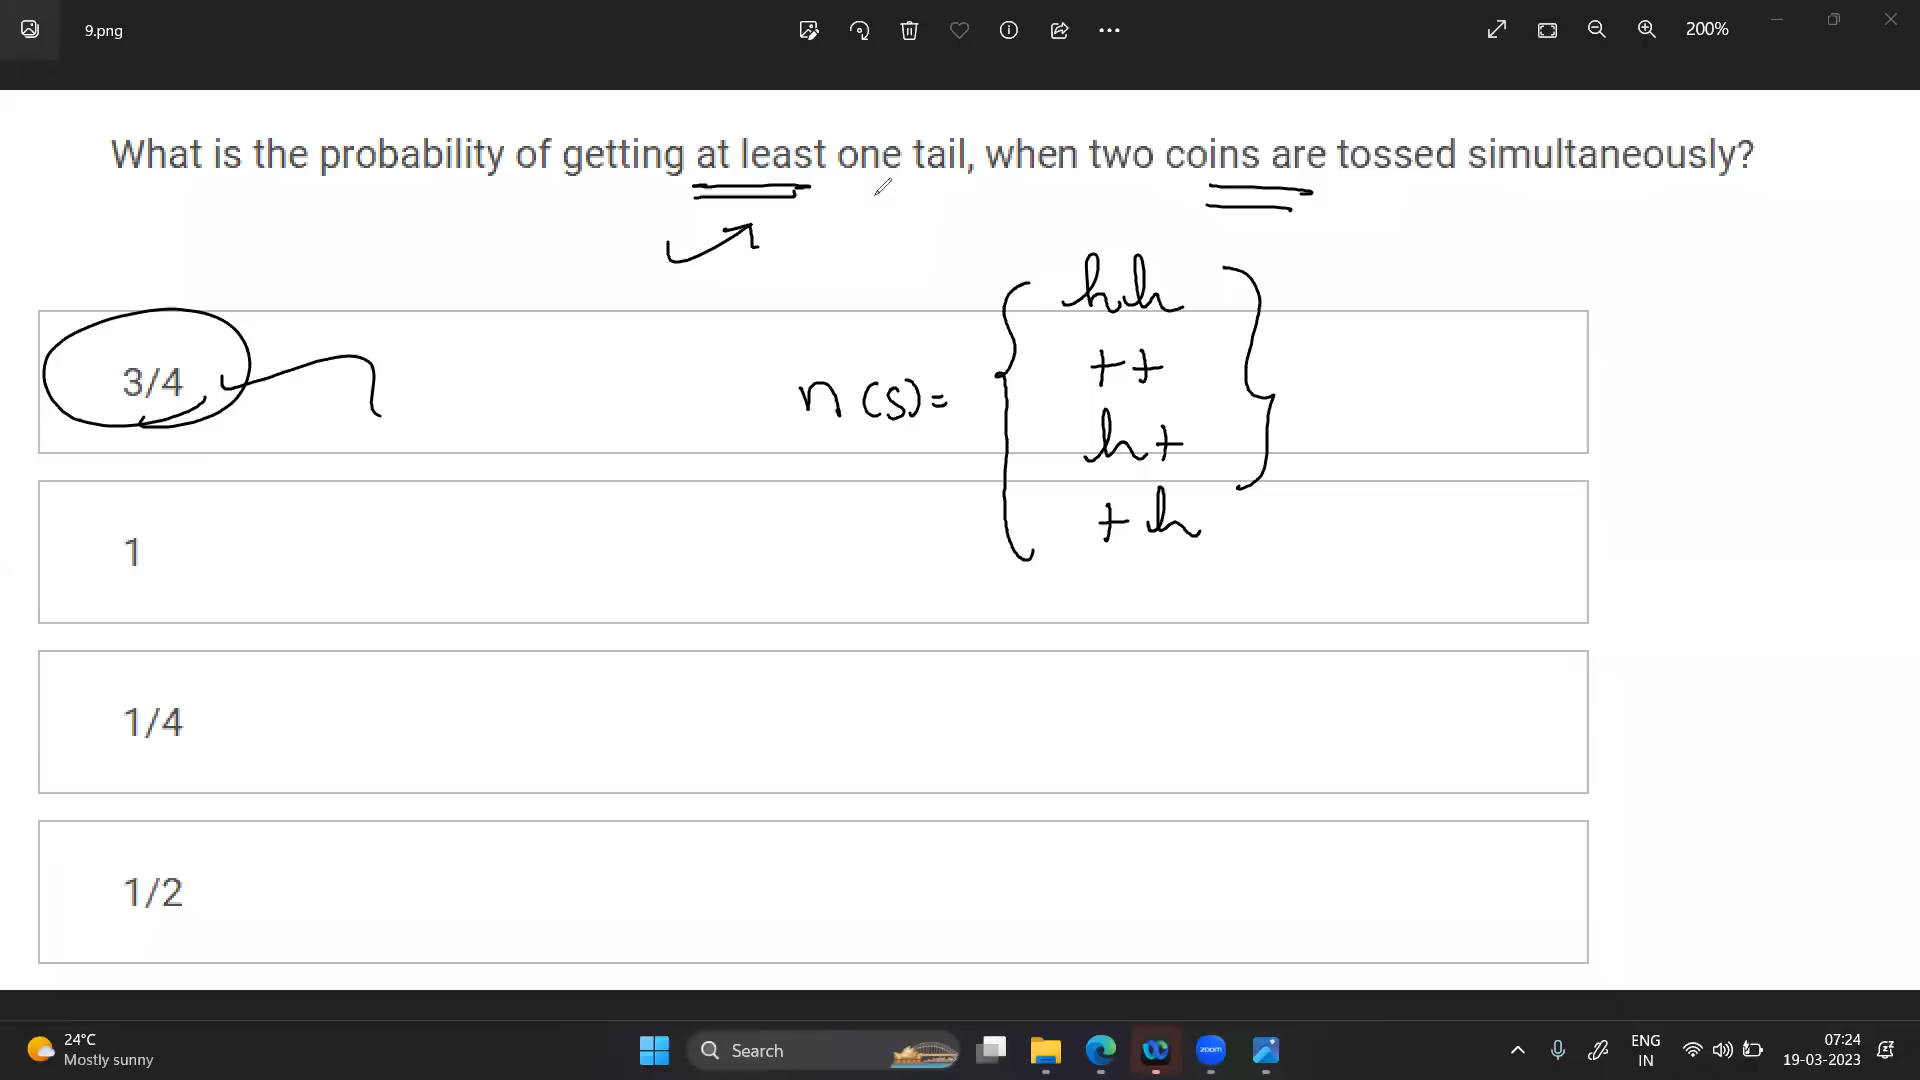 9.png
200%
What is the probability of getting at least one tail, when two coins are tossed simultaneously?
3/4
n(s)=
hh
tt
ht
th
1
1/4
1/2
24°C
Mostly sunny
Search
zoom
ENG
IN
07:24
19-03-2023